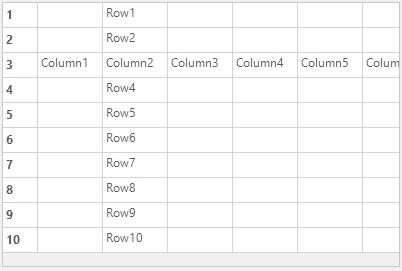 1 Row1
2 Row2
3 Column1 Column2 Column3 Column4 Column5 Colum
4 Row4
5 Row5
6 Row6
7 Row7
8 Row8
9 Row9
10 Row10